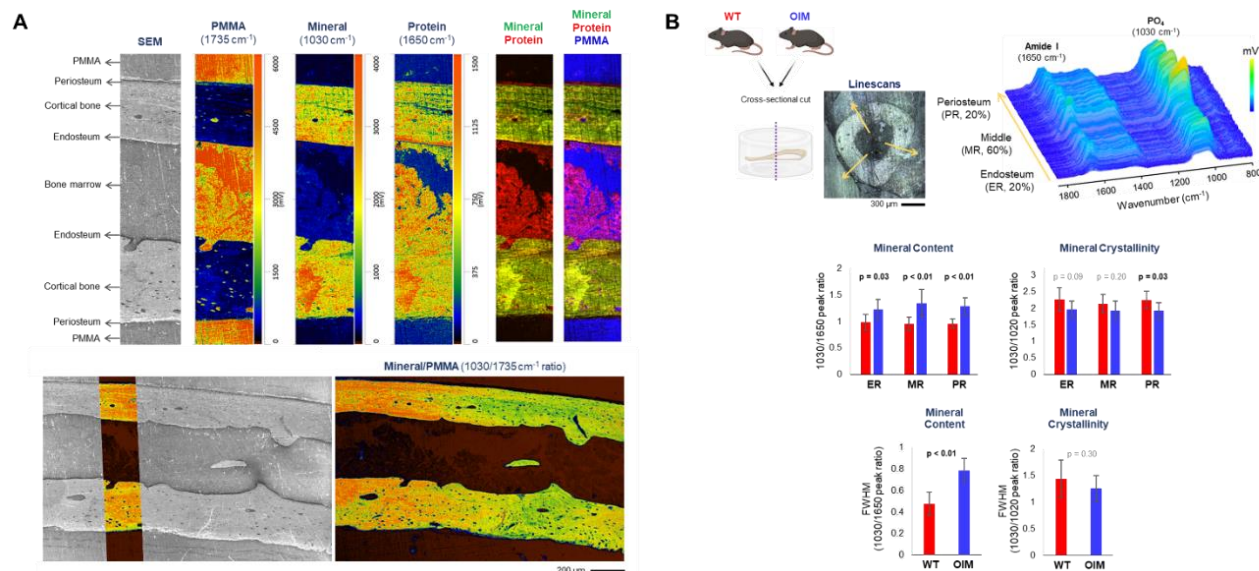 A
SEM
PMMA
(1735 cm⁻¹)
Mineral
(1030 cm⁻¹)
Protein
(1650 cm⁻¹)
Mineral
Protein
Mineral
Protein
PMMA
PMMA
Periosteum
Cortical bone
Endosteum
Bone marrow
Endosteum
Cortical bone
Periosteum
PMMA
6000
4500
3000
[mV]
1500
0
4000
3000
2000
[mV]
1000
0
1500
1125
750
[mV]
375
0
Mineral/PMMA (1030/1735 cm⁻¹ ratio)
200 µm
B
WT
OIM
Cross-sectional cut
Linescans
300 µm
PO₄
(1030 cm⁻¹)
Amide I
(1650 cm⁻¹)
mV
Periosteum
(PR, 20%)
Middle
(MR, 60%)
Endosteum
(ER, 20%)
1800
1600
1400
1200
1000
800
Wavenumber (cm⁻¹)
Mineral Content
p = 0.03
p < 0.01
p < 0.01
1030/1650 peak ratio
2
1.5
1
0.5
0
ER
MR
PR
Mineral Crystallinity
p = 0.09
p = 0.20
p = 0.03
1030/1020 peak ratio
3
2.5
2
1.5
1
0.5
0
ER
MR
PR
Mineral
Content
p < 0.01
FWHM
(1030/1650 peak ratio)
1
0.8
0.6
0.4
0.2
0
WT
OIM
Mineral
Crystallinity
p = 0.30
FWHM
(1030/1020 peak ratio)
2
1.5
1
0.5
0
WT
OIM